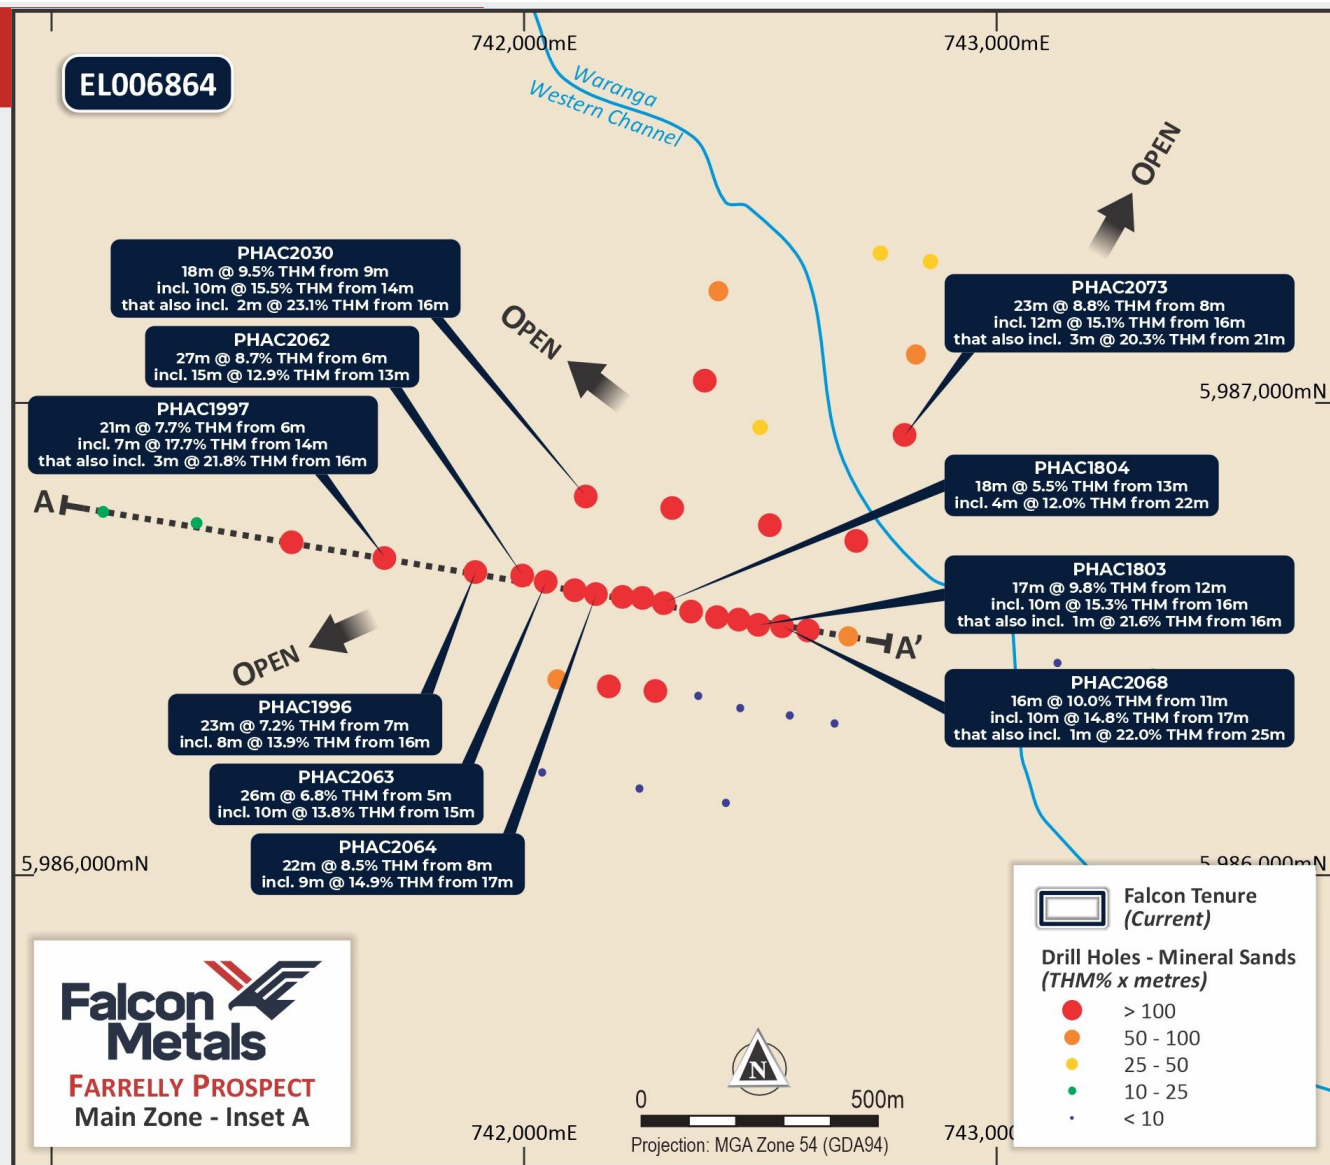 742,000mE
743,000mE
EL006864
Waranga
Western Channel
OPEN
PHAC2030
18m @ 9.5% THM from 9m
incl. 10m @ 15.5% THM from 14m
that also incl. 2m @ 23.1% THM from 16m
OPEN
PHAC2073
23m @ 8.8% THM from 8m
incl. 12m @ 15.1% THM from 16m
that also incl. 3m @ 20.3% THM from 21m
PHAC2062
27m @ 8.7% THM from 6m
incl. 15m @ 12.9% THM from 13m
5,987,000mN
PHAC1997
21m @ 7.7% THM from 6m
incl. 7m @ 17.7% THM from 14m
that also incl. 3m @ 21.8% THM from 16m
PHAC1804
18m @ 5.5% THM from 13m
incl. 4m @ 12.0% THM from 22m
A
PHAC1803
17m @ 9.8% THM from 12m
incl. 10m @ 15.3% THM from 16m
that also incl. 1m @ 21.6% THM from 16m
A’
OPEN
PHAC2068
16m @ 10.0% THM from 11m
incl. 10m @ 14.8% THM from 17m
that also incl. 1m @ 22.0% THM from 25m
PHAC1996
23m @ 7.2% THM from 7m
incl. 8m @ 13.9% THM from 16m
PHAC2063
26m @ 6.8% THM from 5m
incl. 10m @ 13.8% THM from 15m
PHAC2064
22m @ 8.5% THM from 8m
incl. 9m @ 14.9% THM from 17m
5,986,000mN
5,986,000mN
Falcon Tenure
(Current)
Drill Holes - Mineral Sands
(THM% x metres)
> 100
50 - 100
25 - 50
10 - 25
< 10
Falcon
Metals
FARRELLY PROSPECT
Main Zone - Inset A
N
0 500m
Projection: MGA Zone 54 (GDA94)
742,000mE
743,000